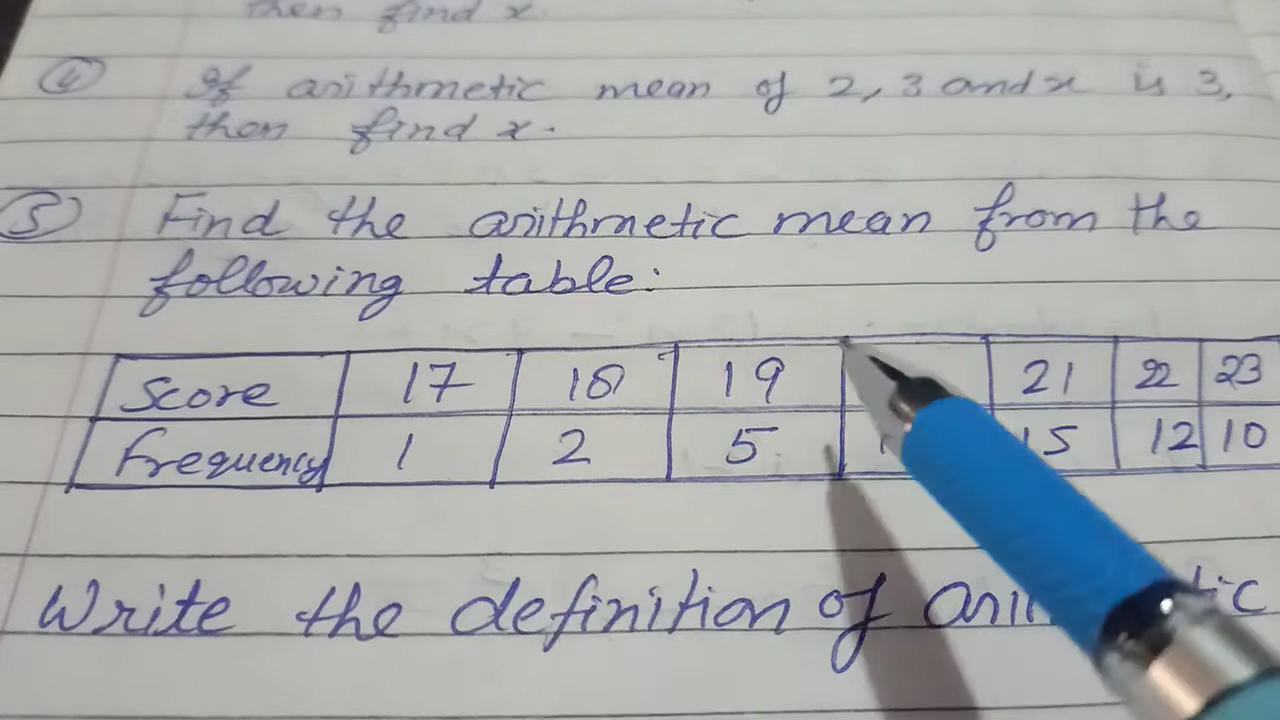 then find x
④ If arithmetic mean of 2, 3 and x is 3,
then find x.
⑤ Find the arithmetic mean from the
following table:
Score 17 18 19 21 22 23
Frequency 1 2 5 15 12 10
Write the definition of